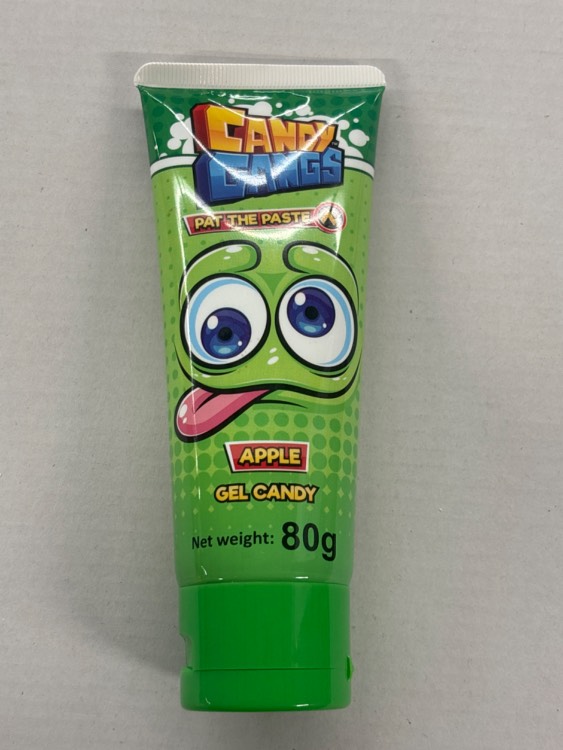 CANDY
GANGS
PAT THE PASTE
APPLE
GEL CANDY
Net weight: 80g